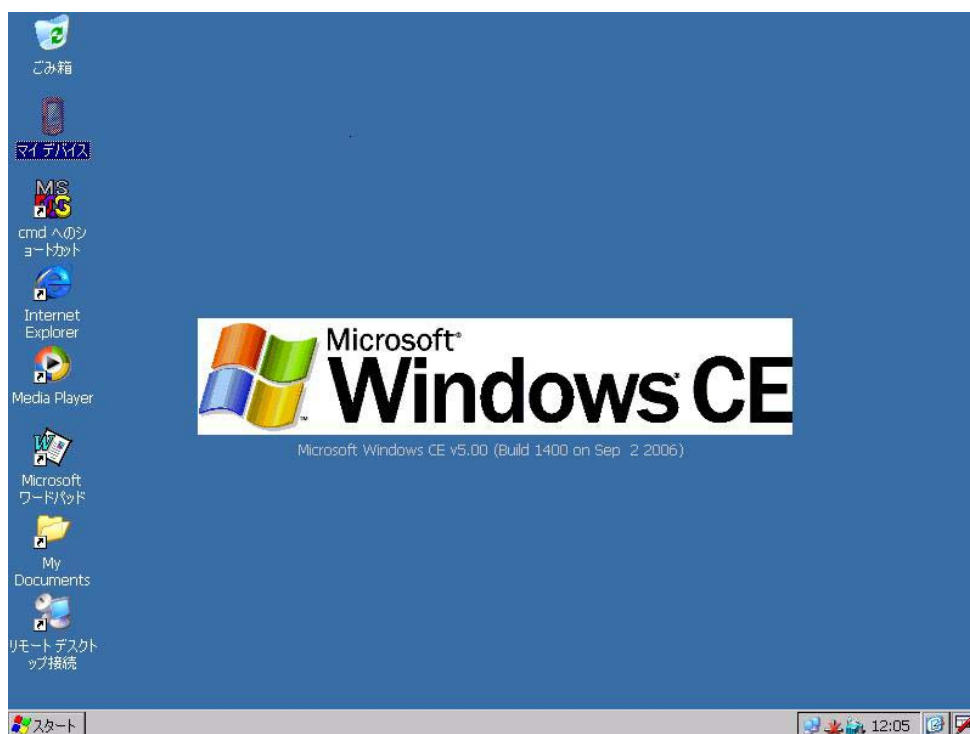 ごみ箱
マイ デバイス
MS
cmd へのシ
ョートカット
Internet
Explorer
Media Player
W
Microsoft
ワードパッド
My
Documents
リモート デスクト
ップ接続
Microsoft®
Windows CE
™
Microsoft Windows CE v5.00 (Build 1400 on Sep 2 2006)
スタート
12:05